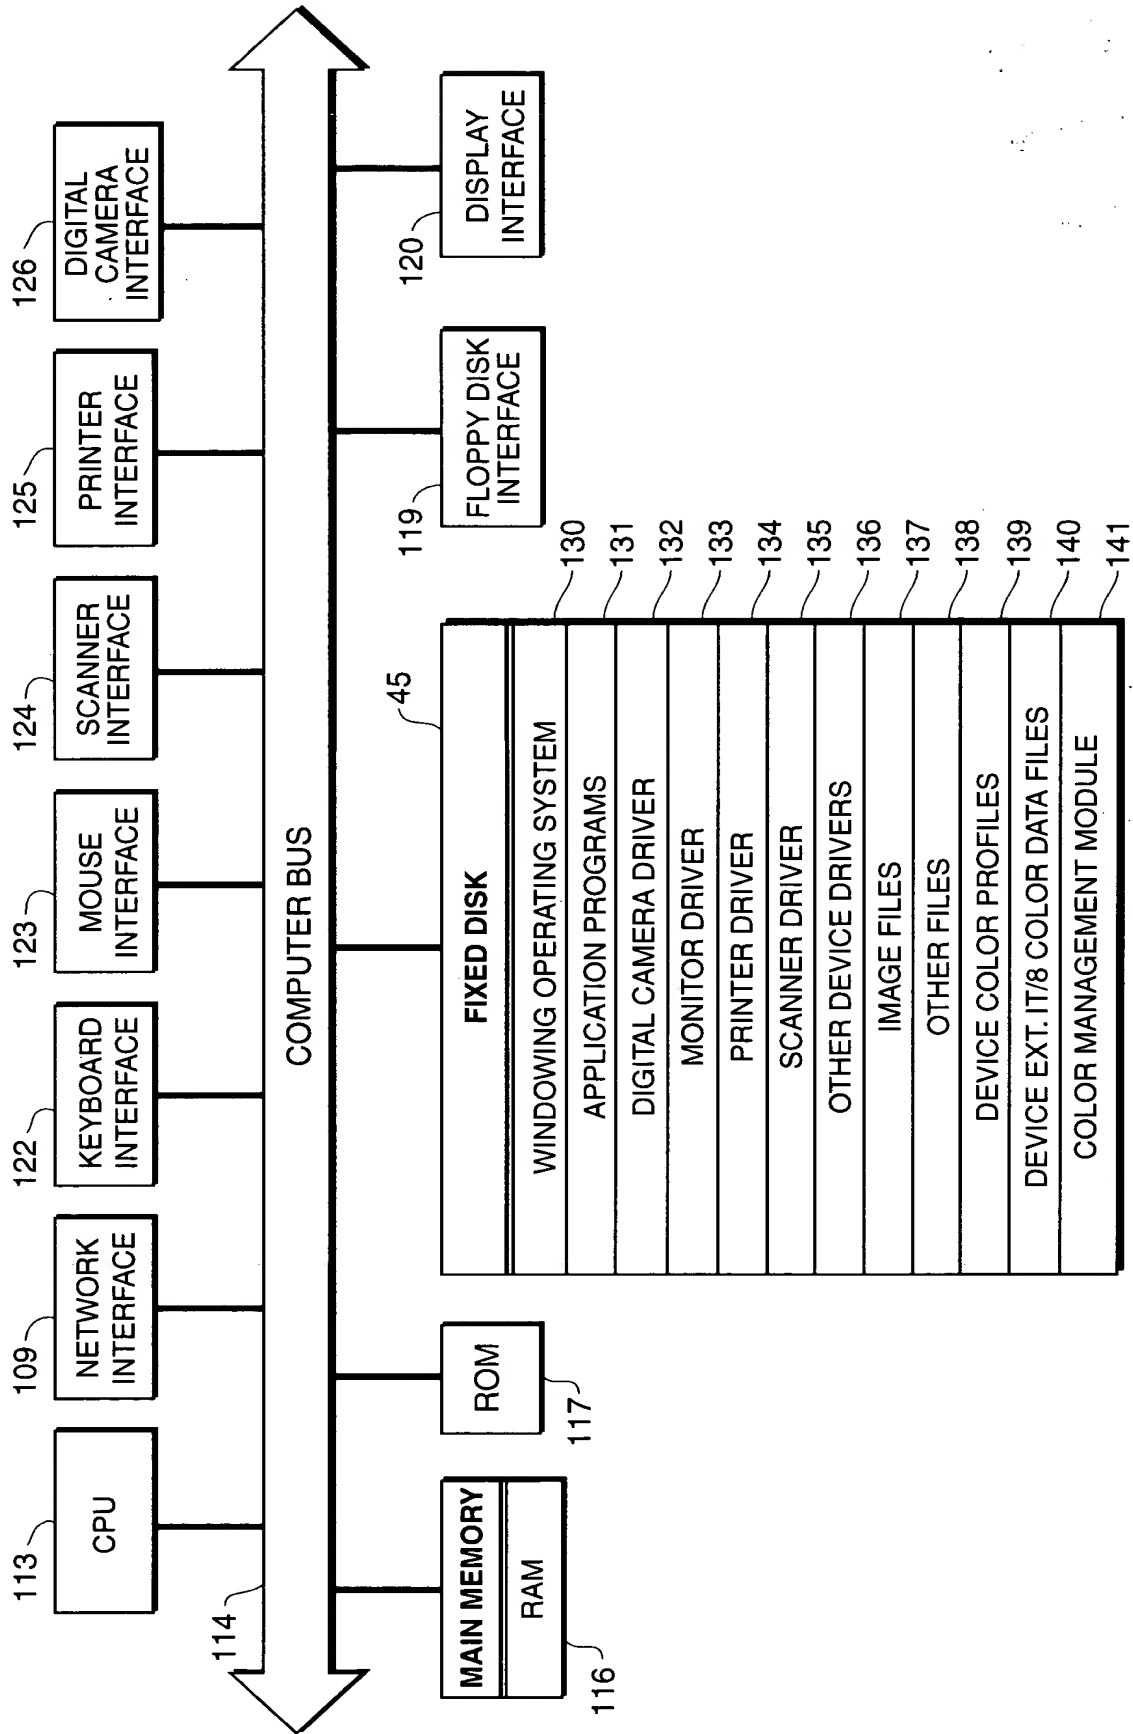 113
CPU
109
NETWORK
INTERFACE
122
KEYBOARD
INTERFACE
123
MOUSE
INTERFACE
124
SCANNER
INTERFACE
125
PRINTER
INTERFACE
126
DIGITAL
CAMERA
INTERFACE
114
COMPUTER BUS
MAIN MEMORY
RAM
116
ROM
117
45
FIXED DISK
WINDOWING OPERATING SYSTEM
130
APPLICATION PROGRAMS
131
DIGITAL CAMERA DRIVER
132
MONITOR DRIVER
133
PRINTER DRIVER
134
SCANNER DRIVER
135
OTHER DEVICE DRIVERS
136
IMAGE FILES
137
OTHER FILES
138
DEVICE COLOR PROFILES
139
DEVICE EXT. IT/8 COLOR DATA FILES
140
COLOR MANAGEMENT MODULE
141
119
FLOPPY DISK
INTERFACE
120
DISPLAY
INTERFACE